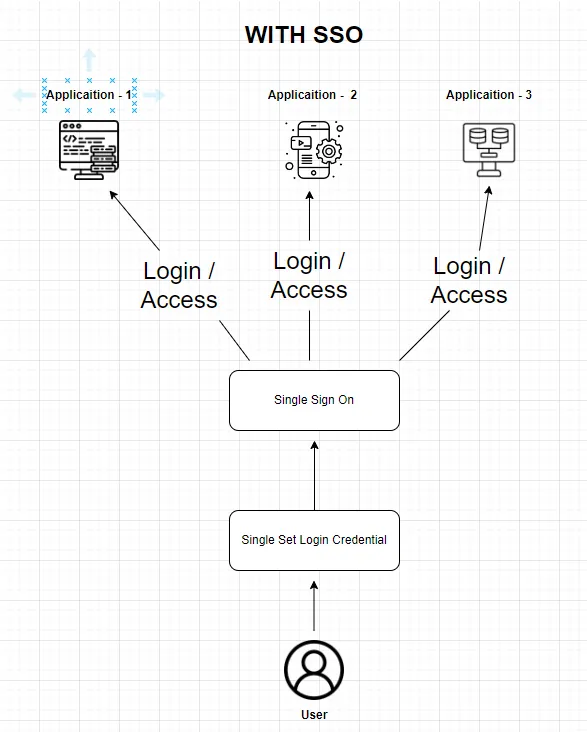 WITH SSO
Applicaition - 1
Applicaition - 2
Applicaition - 3
</>
Login /
Access
Login /
Access
Login /
Access
Single Sign On
Single Set Login Credential
User